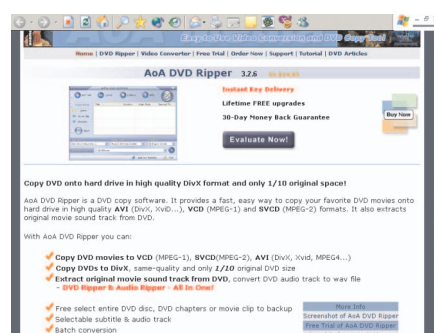 Easy to Use Video Conversion and DVD Copy Tool!
Home | DVD Ripper | Video Converter | Free Trial | Order Now | Support | Tutorial | DVD Articles
AoA DVD Ripper 3.2.6
Instant Key Delivery
Lifetime FREE upgrades
30-Day Money Back Guarantee
Buy Now
Evaluate Now!
Copy DVD onto hard drive in high quality DivX format and only 1/10 original space!
AoA DVD Ripper is a DVD copy software. It provides a fast, easy way to copy your favorite DVD movies onto
hard drive in high quality AVI (DivX, XviD...), VCD (MPEG-1) and SVCD (MPEG-2) formats. It also extracts
original movie sound track from DVD.
With AoA DVD Ripper you can:
Copy DVD movies to VCD (MPEG-1), SVCD(MPEG-2), AVI (DivX, Xvid, MPEG4...)
Copy DVDs to DivX, same-quality and only 1/10 original DVD size
Extract original movie sound track from DVD, convert DVD audio track to wav file
- DVD Ripper & Audio Ripper - All In One!
Free select entire DVD disc, DVD chapters or movie clip to backup
Selectable subtitle & audio track
Batch conversion
More Info
Screenshot of AoA DVD Ripper
Free Trial of AoA DVD Ripper